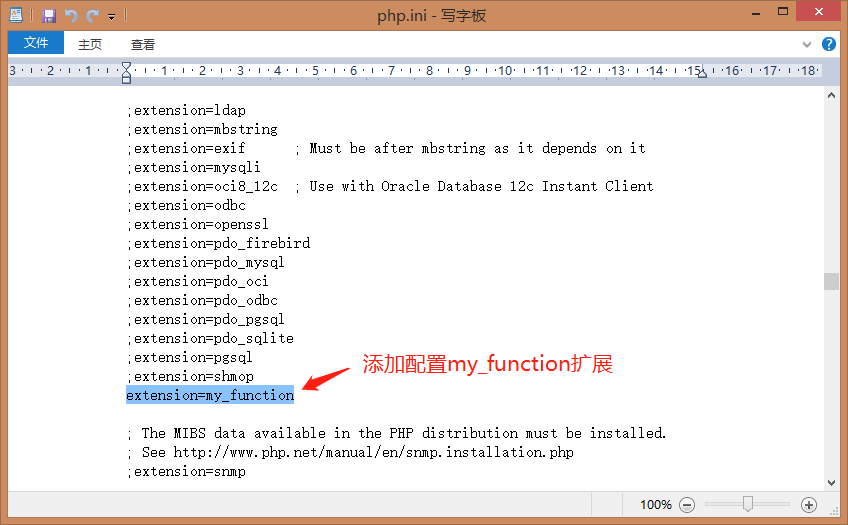 php.ini - 写字板
文件 主页 查看
3 2 1 1 2 3 4 5 6 7 8 9 10 11 12 13 14 15 16 17 18
;extension=ldap
;extension=mbstring
;extension=exif      ; Must be after mbstring as it depends on it
;extension=mysqli
;extension=oci8_12c  ; Use with Oracle Database 12c Instant Client
;extension=odbc
;extension=openssl
;extension=pdo_firebird
;extension=pdo_mysql
;extension=pdo_oci
;extension=pdo_odbc
;extension=pdo_pgsql
;extension=pdo_sqlite
;extension=pgsql
;extension=shmop
添加配置my_function扩展
extension=my_function
; The MIBS data available in the PHP distribution must be installed.
; See http://www.php.net/manual/en/snmp.installation.php
;extension=snmp
100%